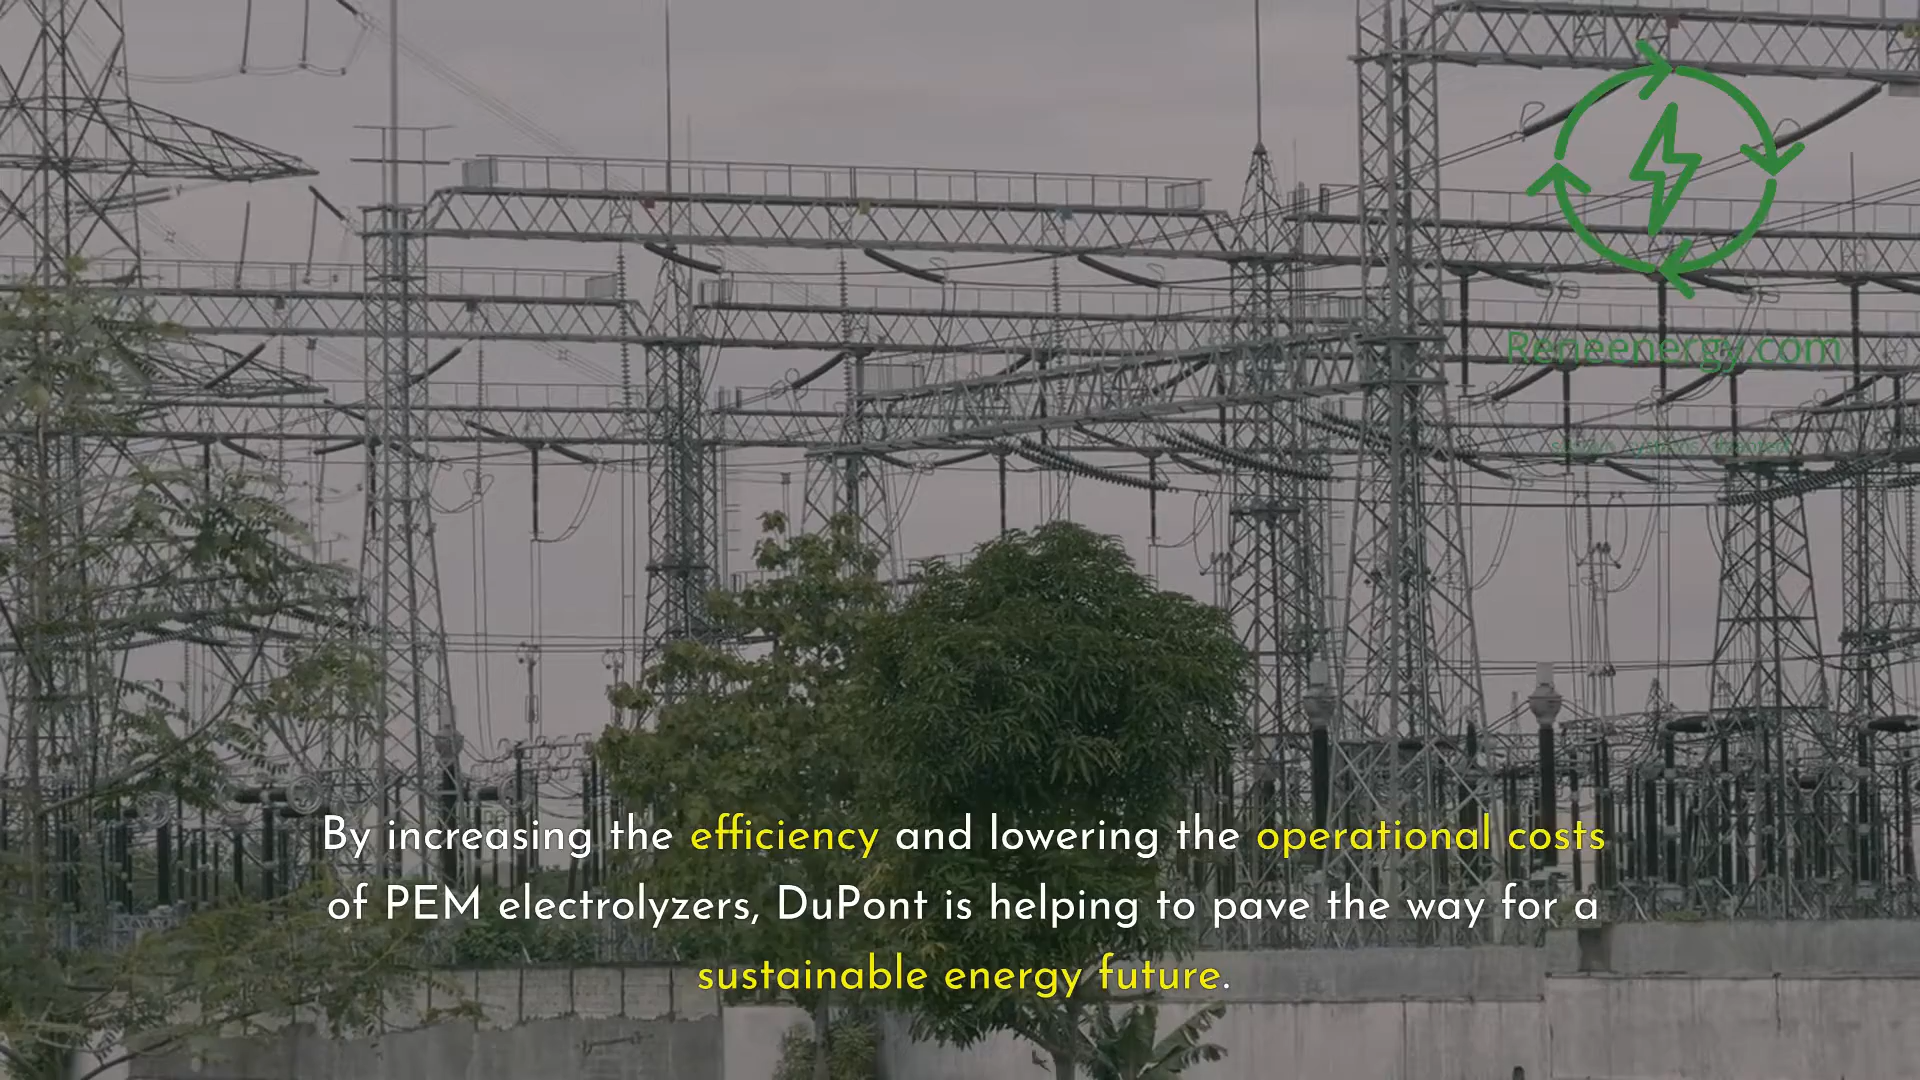 Reneenergy.com
By increasing the efficiency and lowering the operational costs
of PEM electrolyzers, DuPont is helping to pave the way for a
sustainable energy future.